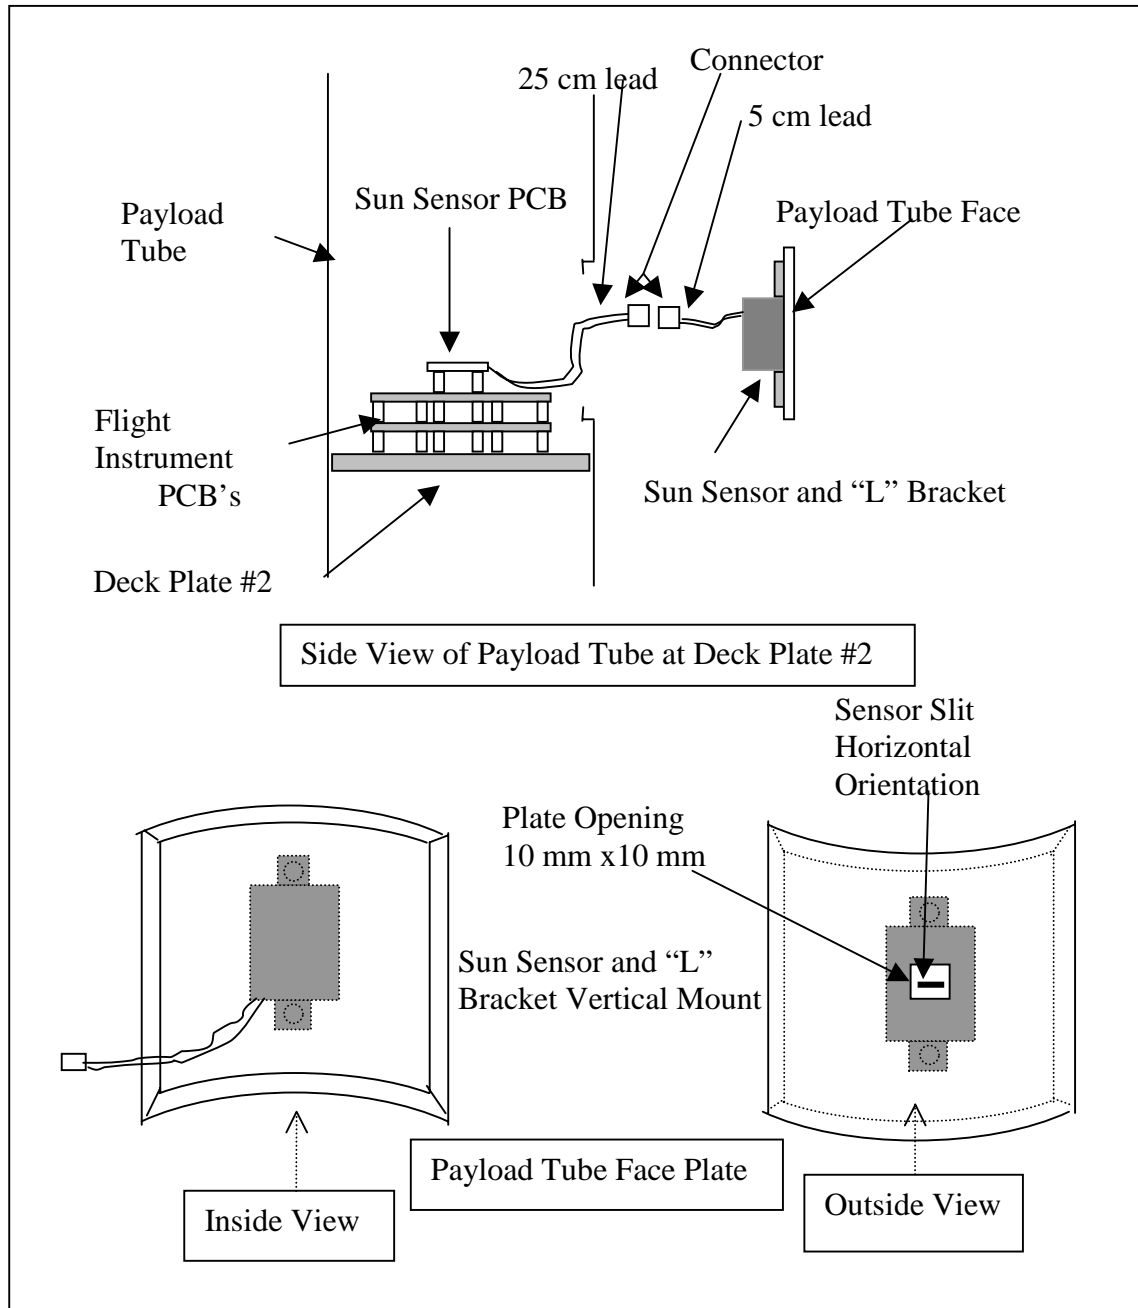 Connector
25 cm lead
5 cm lead
Sun Sensor PCB
Payload
Tube
Payload Tube Face
Flight
Instrument
PCB’s
Sun Sensor and “L” Bracket
Deck Plate #2
Side View of Payload Tube at Deck Plate #2
Sensor Slit
Horizontal
Orientation
Plate Opening
10 mm x10 mm
Sun Sensor and “L”
Bracket Vertical Mount
Payload Tube Face Plate
Inside View
Outside View